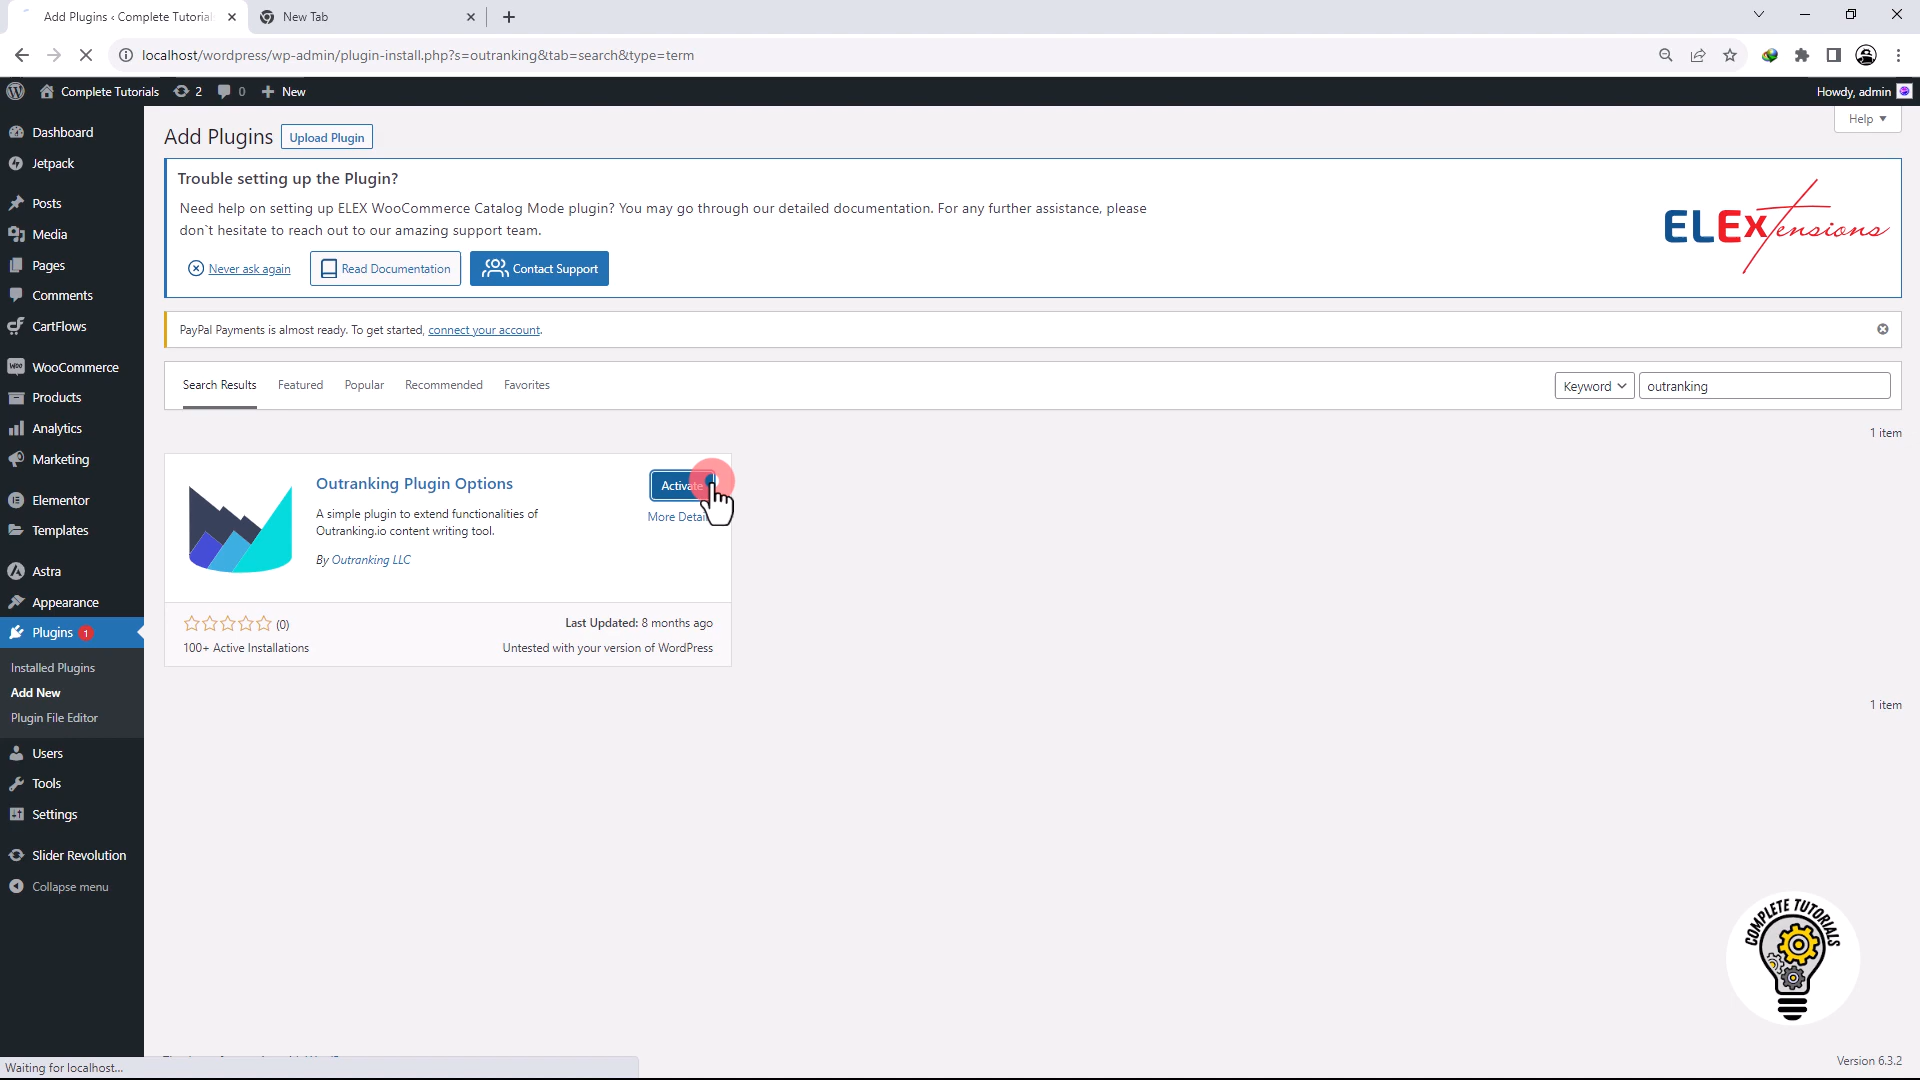 Add Plugins ‹ Complete Tutorial
New Tab
localhost/wordpress/wp-admin/plugin-install.php?s=outranking&tab=search&type=term
Complete Tutorials
2
0
New
Howdy, admin
Dashboard
Jetpack
Posts
Media
Pages
Comments
CartFlows
WooCommerce
Products
Analytics
Marketing
Elementor
Templates
Astra
Appearance
Plugins 1
Installed Plugins
Add New
Plugin File Editor
Users
Tools
Settings
Slider Revolution
Collapse menu
Add Plugins
Upload Plugin
Help
Trouble setting up the Plugin?
Need help on setting up ELEX WooCommerce Catalog Mode plugin? You may go through our detailed documentation. For any further assistance, please
don`t hesitate to reach out to our amazing support team.
Never ask again
Read Documentation
Contact Support
ELEXtensions
PayPal Payments is almost ready. To get started, connect your account.
Search Results
Featured
Popular
Recommended
Favorites
Keyword
outranking
1 item
Outranking Plugin Options
Activate
A simple plugin to extend functionalities of
Outranking.io content writing tool.
More Detai
By Outranking LLC
(0)
Last Updated: 8 months ago
100+ Active Installations
Untested with your version of WordPress
1 item
COMPLETE TUTORIALS
Waiting for localhost...
Version 6.3.2